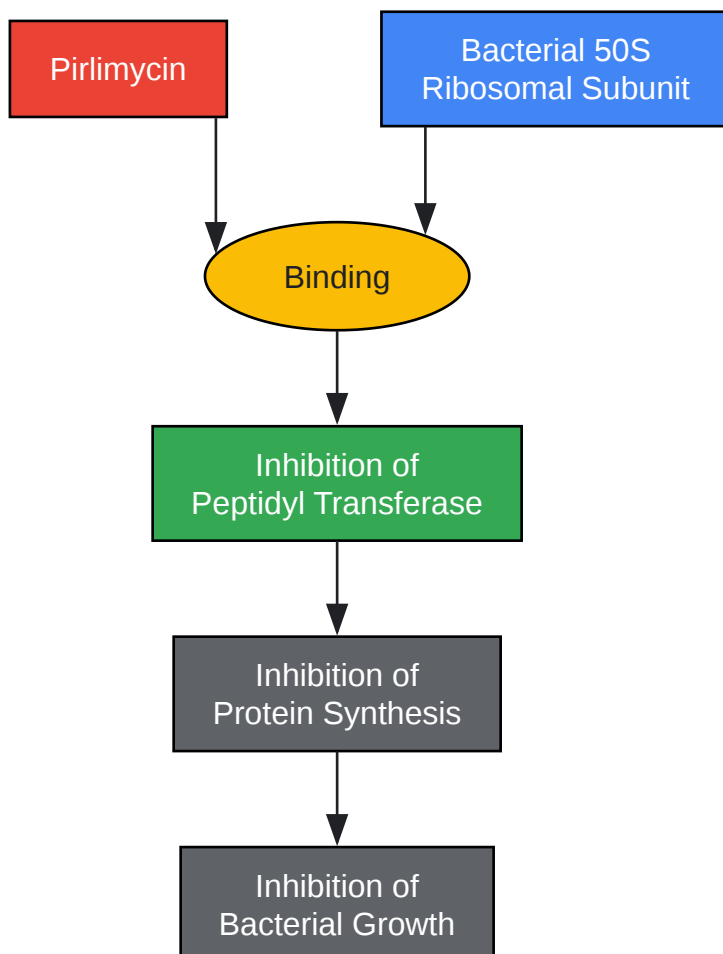 Pirlimycin
Bacterial 50S
Ribosomal Subunit
Binding
Inhibition of
Peptidyl Transferase
Inhibition of
Protein Synthesis
Inhibition of
Bacterial Growth